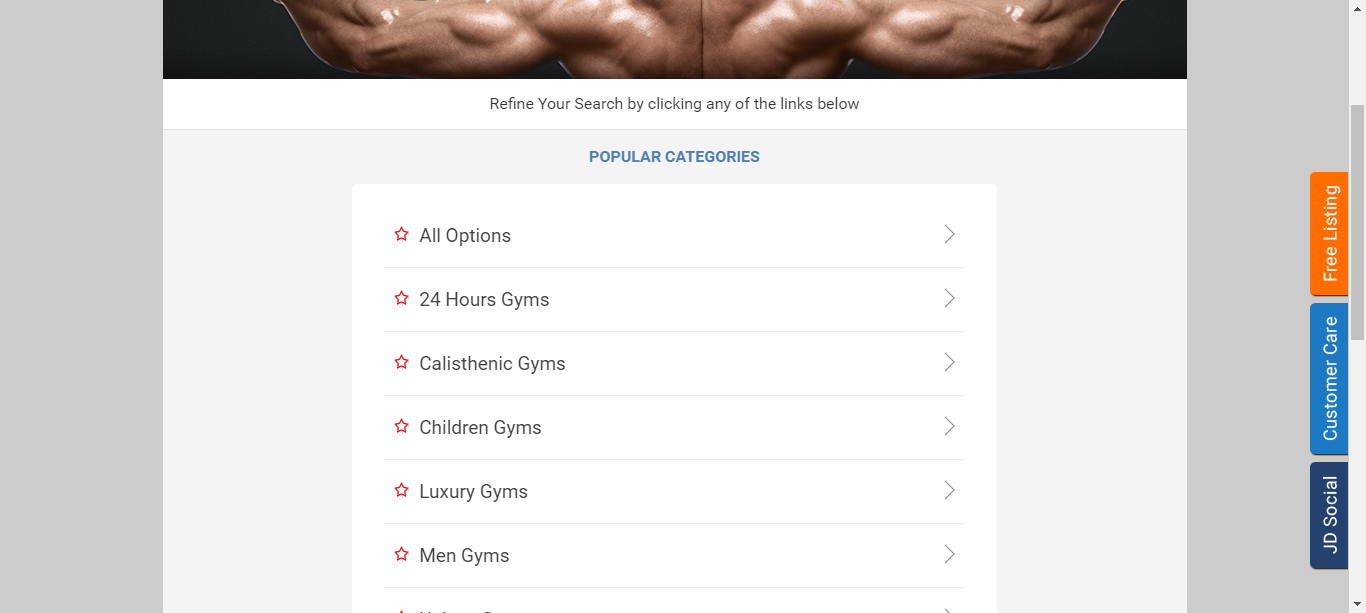 Refine Your Search by clicking any of the links below
POPULAR CATEGORIES
All Options
24 Hours Gyms
Calisthenic Gyms
Children Gyms
Luxury Gyms
Men Gyms
Free Listing
Customer Care
JD Social